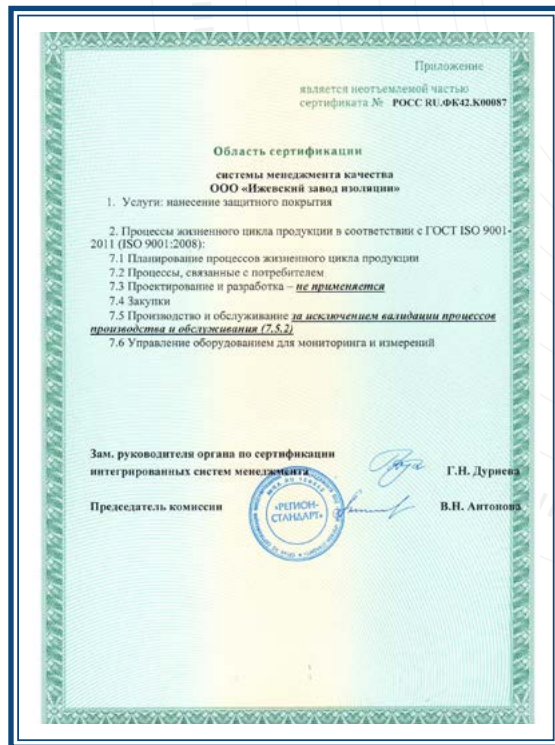 Приложение
является неотъемлемой частью
сертификата № РОСС RU.ФК42.К00087
Область сертификации
системы менеджмента качества
ООО «Ижевский завод изоляции»
1. Услуги: нанесение защитного покрытия
2. Процессы жизненного цикла продукции в соответствии с ГОСТ ISO 9001-
2011 (ISO 9001:2008):
7.1 Планирование процессов жизненного цикла продукции
7.2 Процессы, связанные с потребителем
7.3 Проектирование и разработка – не применяется
7.4 Закупки
7.5 Производство и обслуживание за исключением валидации процессов
производства и обслуживания (7.5.2)
7.6 Управление оборудованием для мониторинга и измерений
Зам. руководителя органа по сертификации
интегрированных систем менеджмента
Г.Н. Дурнева
Председатель комиссии
В.Н. Антонова
«РЕГИОН-
СТАНДАРТ»